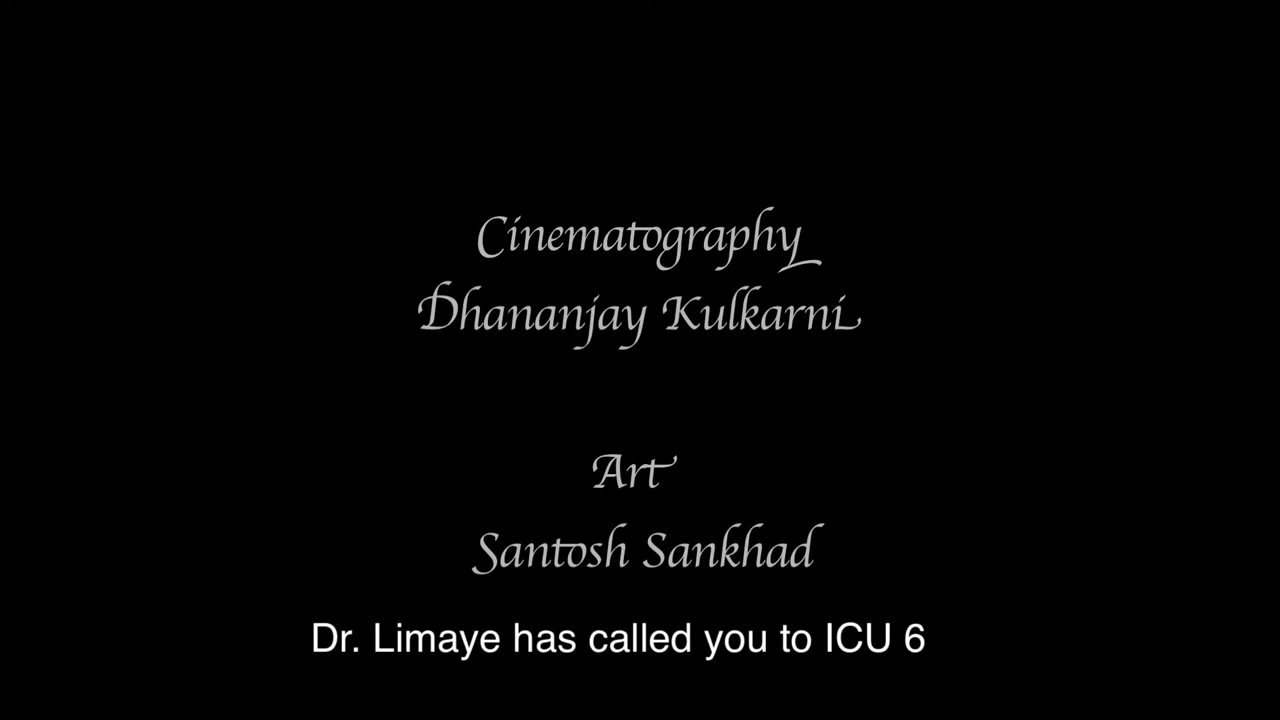 Cinematography
Dhananjay Kulkarni
Art
Santosh Sankhad
Dr. Limaye has called you to ICU 6